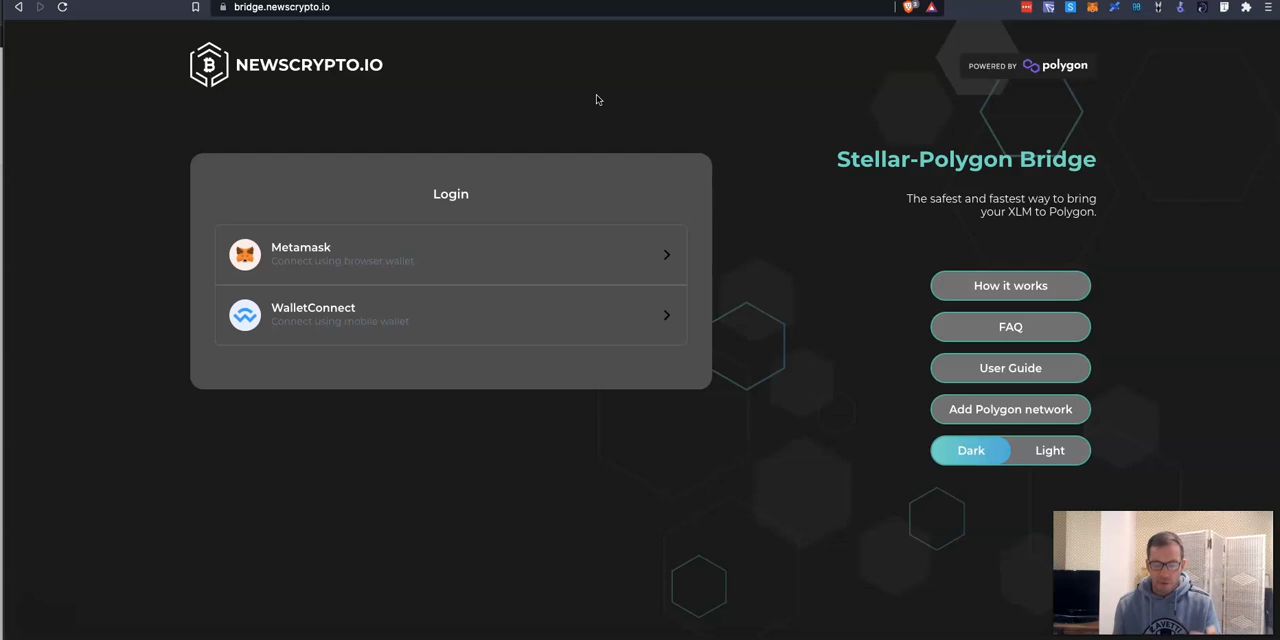 bridge.newscrypto.io
NEWSCRYPTO.IO
POWERED BY polygon
Login
Metamask
Connect using browser wallet
WalletConnect
Connect using mobile wallet
Stellar-Polygon Bridge
The safest and fastest way to bring
your XLM to Polygon.
How it works
FAQ
User Guide
Add Polygon network
Dark
Light